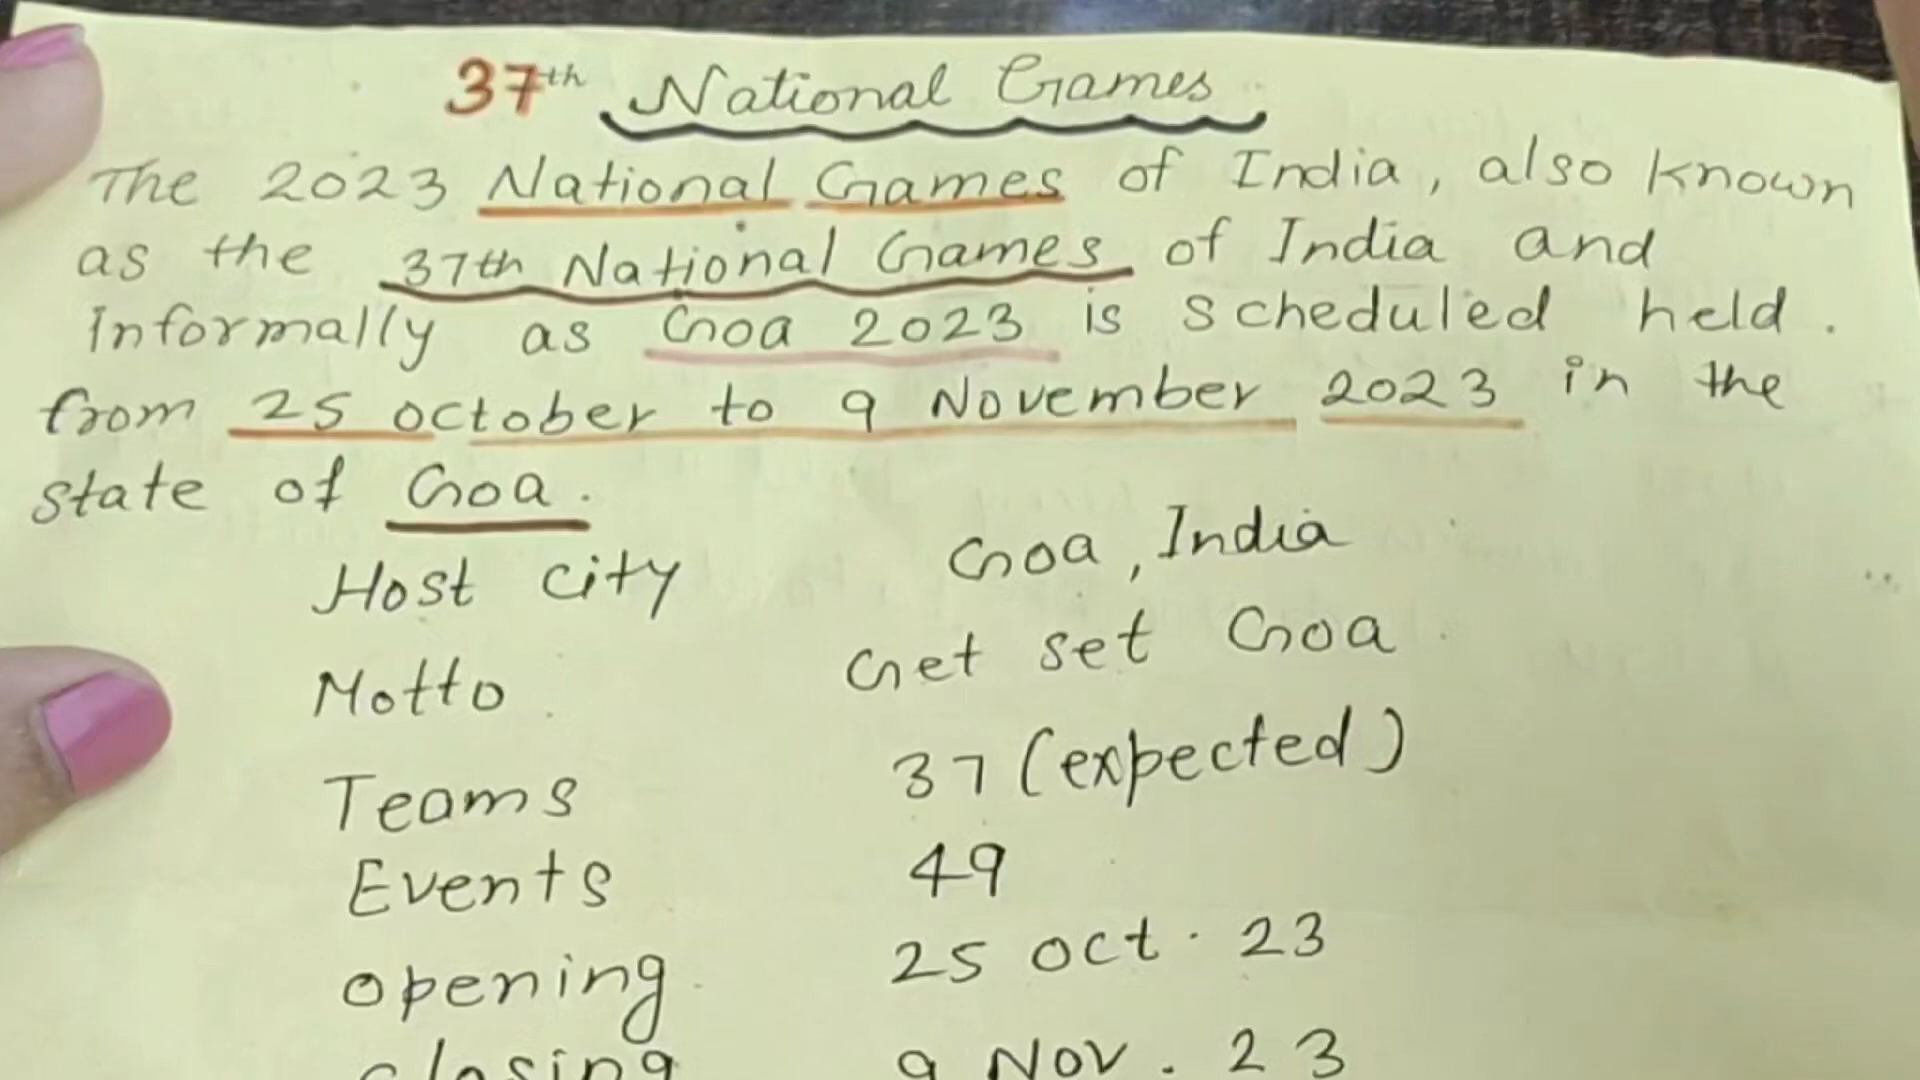 37th National Games
The 2023 National Games of India, also known
as the 37th National Games of India and
informally as Goa 2023 is scheduled held.
from 25 october to 9 November 2023 in the
state of Goa.
Host city Goa, India
Motto Get set Goa
Teams 37 (expected)
Events 49
opening 25 oct. 23
closing 9 Nov. 23